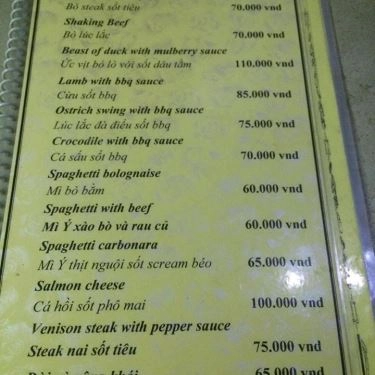 Bò steak sốt tiêu 70.000 vnd
Shaking Beef
Bò lúc lắc 70.000 vnd
Beast of duck with mulberry sauce
Ức vịt bỏ lò với sốt dâu tằm 110.000 vnd
Lamb with bbq sauce
Cừu sốt bbq 85.000 vnd
Ostrich swing with bbq sauce
Lúc lắc đà điểu sốt bbq 75.000 vnd
Crocodile with bbq sauce
Cá sấu sốt bbq 70.000 vnd
Spaghetti bolognaise
Mì bò bằm 60.000 vnd
Spaghetti with beef
Mì Ý xào bò và rau củ 60.000 vnd
Spaghetti carbonara
Mì Ý thịt nguội sốt scream béo 65.000 vnd
Salmon cheese
Cá hồi sốt phô mai 100.000 vnd
Venison steak with pepper sauce
Steak nai sốt tiêu 75.000 vnd
65.000 vnd